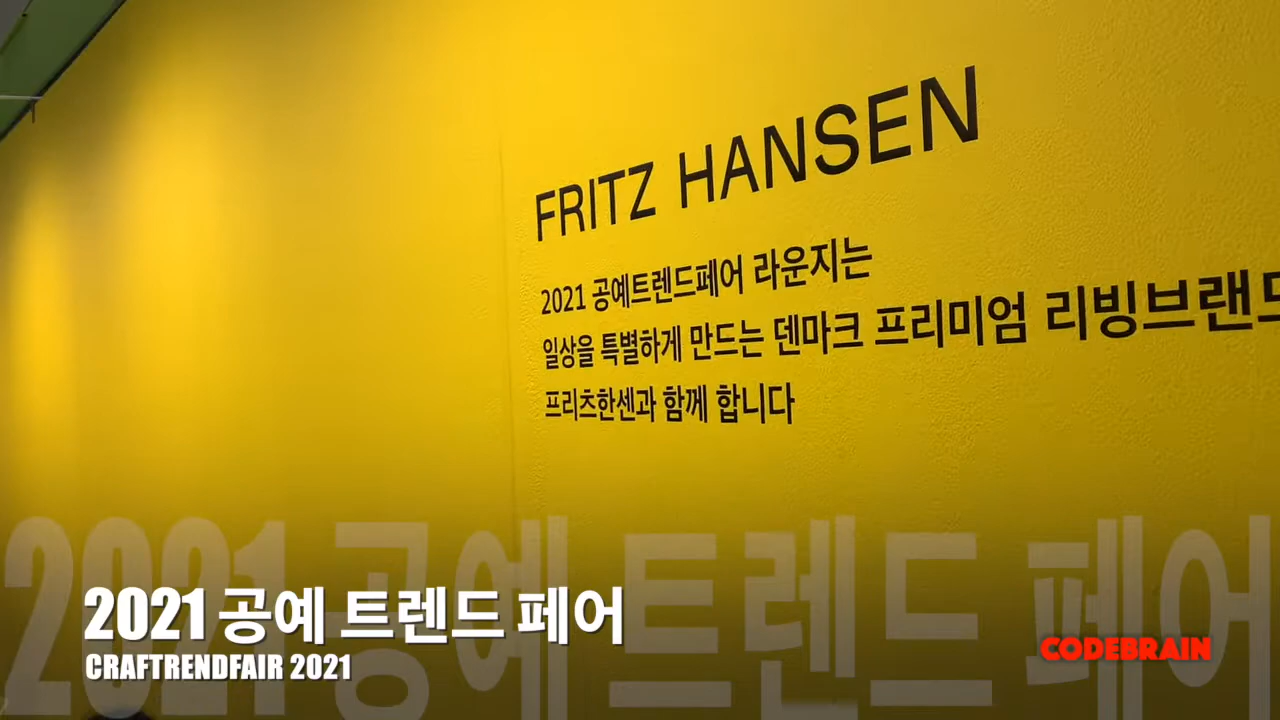 FRITZ HANSEN
2021 공예트렌드페어 라운지는
일상을 특별하게 만드는 덴마크 프리미엄 리빙브랜드
프리츠한센과 함께 합니다
2021 공예 트렌드 페어
2021 공예 트렌드 페어
CRAFTRENDFAIR 2021
CODEBRAIN